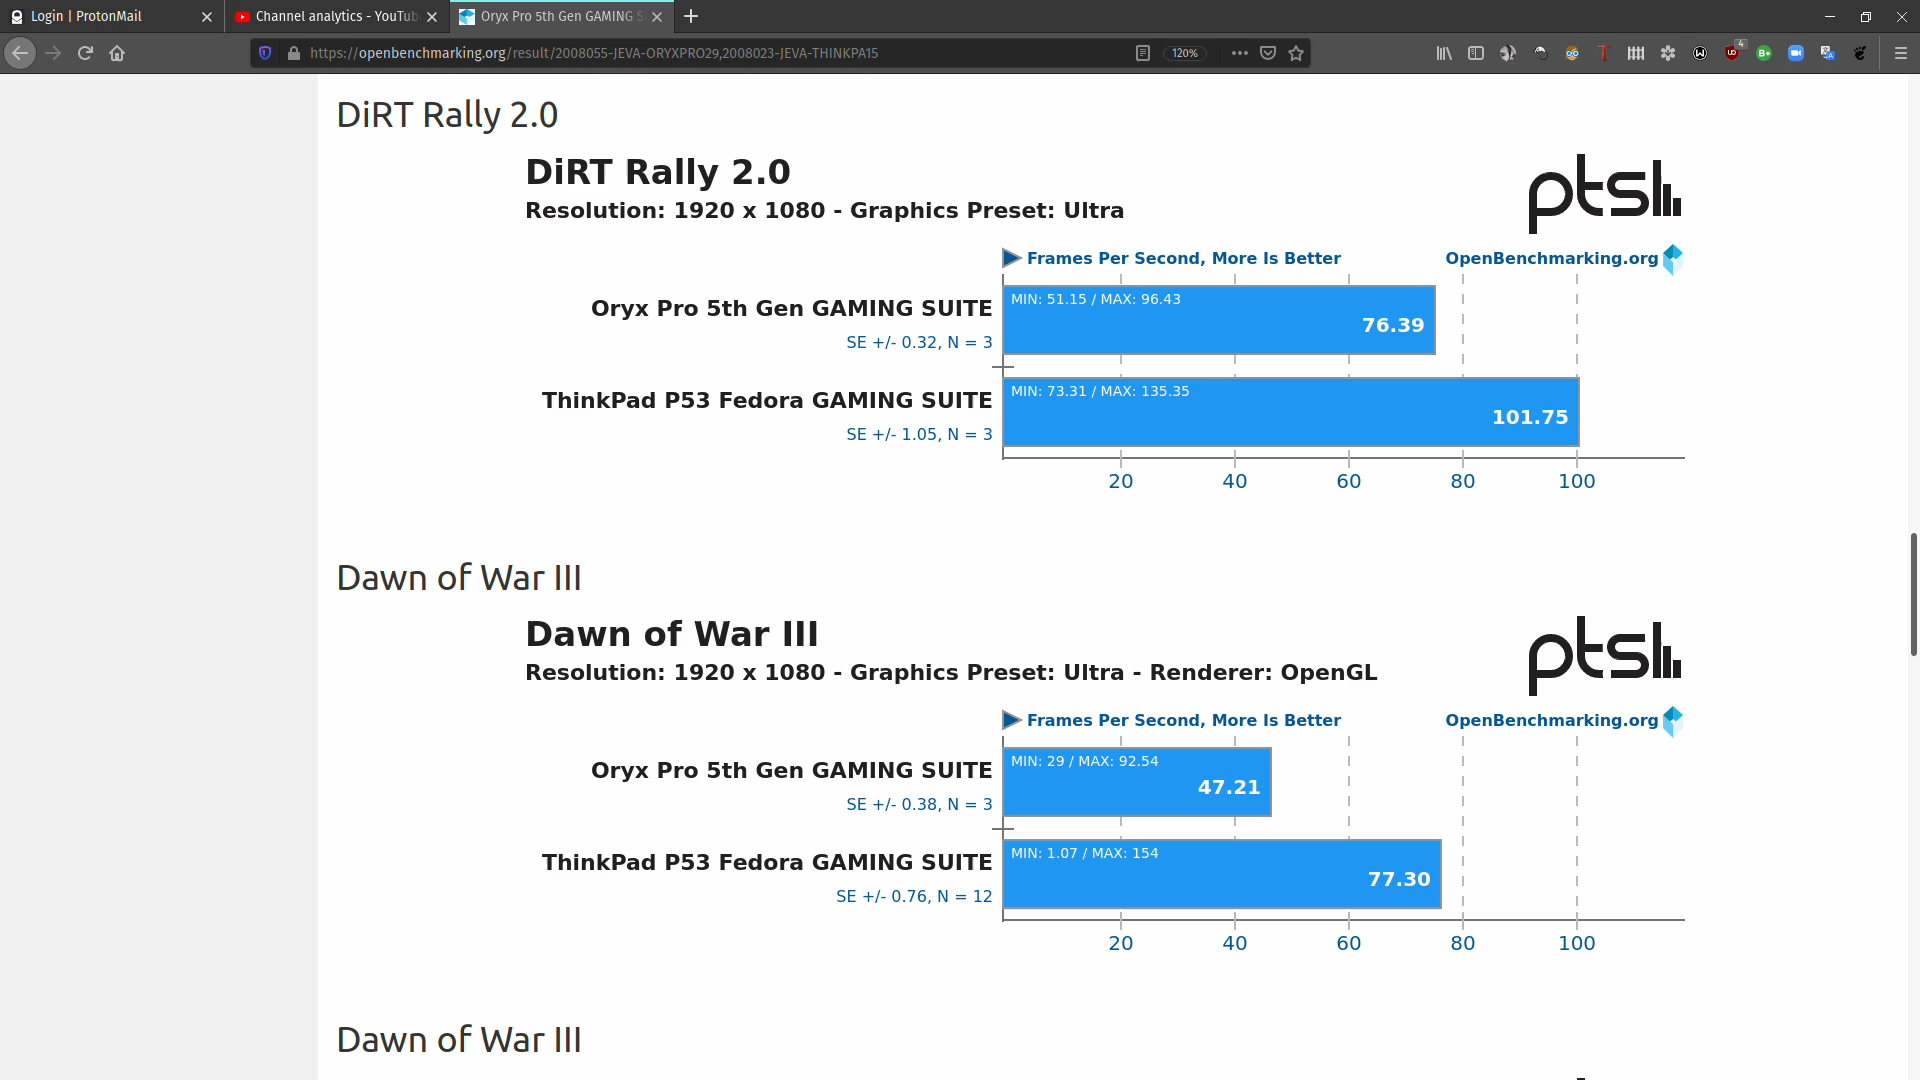 Login | ProtonMail
Channel analytics - YouTub
Oryx Pro 5th Gen GAMING S
https://openbenchmarking.org/result/2008055-JEVA-ORYXPRO29,2008023-JEVA-THINKPA15
120%
4
DiRT Rally 2.0
DiRT Rally 2.0
Resolution: 1920 x 1080 - Graphics Preset: Ultra
pts
Frames Per Second, More Is Better
OpenBenchmarking.org
Oryx Pro 5th Gen GAMING SUITE
SE +/- 0.32, N = 3
MIN: 51.15 / MAX: 96.43
76.39
ThinkPad P53 Fedora GAMING SUITE
SE +/- 1.05, N = 3
MIN: 73.31 / MAX: 135.35
101.75
20 40 60 80 100
Dawn of War III
Dawn of War III
Resolution: 1920 x 1080 - Graphics Preset: Ultra - Renderer: OpenGL
pts
Frames Per Second, More Is Better
OpenBenchmarking.org
Oryx Pro 5th Gen GAMING SUITE
SE +/- 0.38, N = 3
MIN: 29 / MAX: 92.54
47.21
ThinkPad P53 Fedora GAMING SUITE
SE +/- 0.76, N = 12
MIN: 1.07 / MAX: 154
77.30
20 40 60 80 100
Dawn of War III